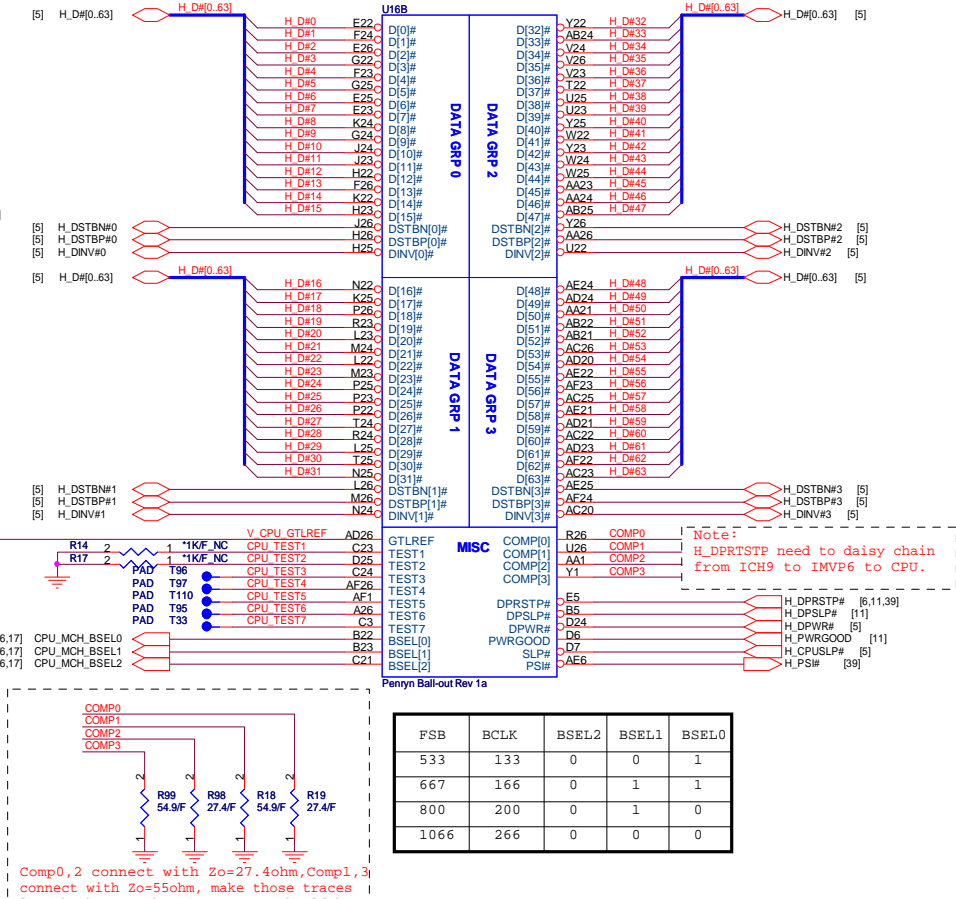 [5] H_D#[0..63] H_D#[0..63] U16B H_D#[0..63] H_D#[0..63] [5]
H_D#0 E22 D[0]# D[32]# Y22 H_D#32
H_D#1 F24 D[1]# D[33]# AB24 H_D#33
H_D#2 E26 D[2]# D[34]# V24 H_D#34
H_D#3 G22 D[3]# D[35]# V26 H_D#35
H_D#4 F23 D[4]# D[36]# V23 H_D#36
H_D#5 G25 D[5]# D[37]# T22 H_D#37
H_D#6 E25 D[6]# D[38]# U25 H_D#38
H_D#7 E23 D[7]# D[39]# U23 H_D#39
H_D#8 K24 D[8]# D[40]# Y25 H_D#40
H_D#9 G24 D[9]# D[41]# W22 H_D#41
H_D#10 J24 D[10]# D[42]# Y23 H_D#42
H_D#11 J23 D[11]# D[43]# W24 H_D#43
H_D#12 H22 D[12]# D[44]# W25 H_D#44
H_D#13 F26 D[13]# D[45]# AA23 H_D#45
H_D#14 K22 D[14]# D[46]# AA24 H_D#46
H_D#15 H23 D[15]# D[47]# AB25 H_D#47
DATA GRP 0
DATA GRP 2
[5] H_DSTBN#0 J26 DSTBN[0]# DSTBN[2]# Y26 H_DSTBN#2 [5]
[5] H_DSTBP#0 H26 DSTBP[0]# DSTBP[2]# AA26 H_DSTBP#2 [5]
[5] H_DINV#0 H25 DINV[0]# DINV[2]# U22 H_DINV#2 [5]
[5] H_D#[0..63] H_D#[0..63] H_D#[0..63] H_D#[0..63] [5]
H_D#16 N22 D[16]# D[48]# AE24 H_D#48
H_D#17 K25 D[17]# D[49]# AD24 H_D#49
H_D#18 P26 D[18]# D[50]# AA21 H_D#50
H_D#19 R23 D[19]# D[51]# AB22 H_D#51
H_D#20 L23 D[20]# D[52]# AB21 H_D#52
H_D#21 M24 D[21]# D[53]# AC26 H_D#53
H_D#22 L22 D[22]# D[54]# AD20 H_D#54
H_D#23 M23 D[23]# D[55]# AE22 H_D#55
H_D#24 P25 D[24]# D[56]# AF23 H_D#56
H_D#25 P23 D[25]# D[57]# AC25 H_D#57
H_D#26 P22 D[26]# D[58]# AE21 H_D#58
H_D#27 T24 D[27]# D[59]# AD21 H_D#59
H_D#28 R24 D[28]# D[60]# AC22 H_D#60
H_D#29 L25 D[29]# D[61]# AD23 H_D#61
H_D#30 T25 D[30]# D[62]# AF22 H_D#62
H_D#31 N25 D[31]# D[63]# AC23 H_D#63
DATA GRP 1
DATA GRP 3
[5] H_DSTBN#1 L26 DSTBN[1]# DSTBN[3]# AE25 H_DSTBN#3 [5]
[5] H_DSTBP#1 M26 DSTBP[1]# DSTBP[3]# AF24 H_DSTBP#3 [5]
[5] H_DINV#1 N24 DINV[1]# DINV[3]# AC20 H_DINV#3 [5]
V_CPU_GTLREF AD26 GTLREF MISC COMP[0] R26 COMP0
R14 2 1 *1K/F_NC CPU_TEST1 C23 TEST1 COMP[1] U26 COMP1
R17 2 1 *1K/F_NC CPU_TEST2 D25 TEST2 COMP[2] AA1 COMP2
PAD T96 CPU_TEST3 C24 TEST3 COMP[3] Y1 COMP3
PAD T97 CPU_TEST4 AF26 TEST4
PAD T110 CPU_TEST5 AF1 TEST5 DPRSTP# E5 H_DPRSTP# [6,11,39]
PAD T95 CPU_TEST6 A26 TEST6 DPSLP# B5 H_DPSLP# [11]
PAD T33 CPU_TEST7 C3 TEST7 DPWR# D24 H_DPWR# [5]
6,17] CPU_MCH_BSEL0 B22 BSEL[0] PWRGOOD D6 H_PWRGOOD [11]
6,17] CPU_MCH_BSEL1 B23 BSEL[1] SLP# D7 H_CPUSLP# [5]
6,17] CPU_MCH_BSEL2 C21 BSEL[2] PSI# AE6 H_PSI# [39]
Note:
H_DPRTSTP need to daisy chain
from ICH9 to IMVP6 to CPU.
Penryn Ball-out Rev 1a
COMP0
COMP1
COMP2
COMP3
2 2 2 2
R99 R98 R18 R19
54.9/F 27.4/F 54.9/F 27.4/F
1 1 1 1
Comp0,2 connect with Zo=27.4ohm,Comp1,3
connect with Zo=55ohm, make those traces
FSB BCLK BSEL2 BSEL1 BSEL0
533 133 0 0 1
667 166 0 1 1
800 200 0 1 0
1066 266 0 0 0